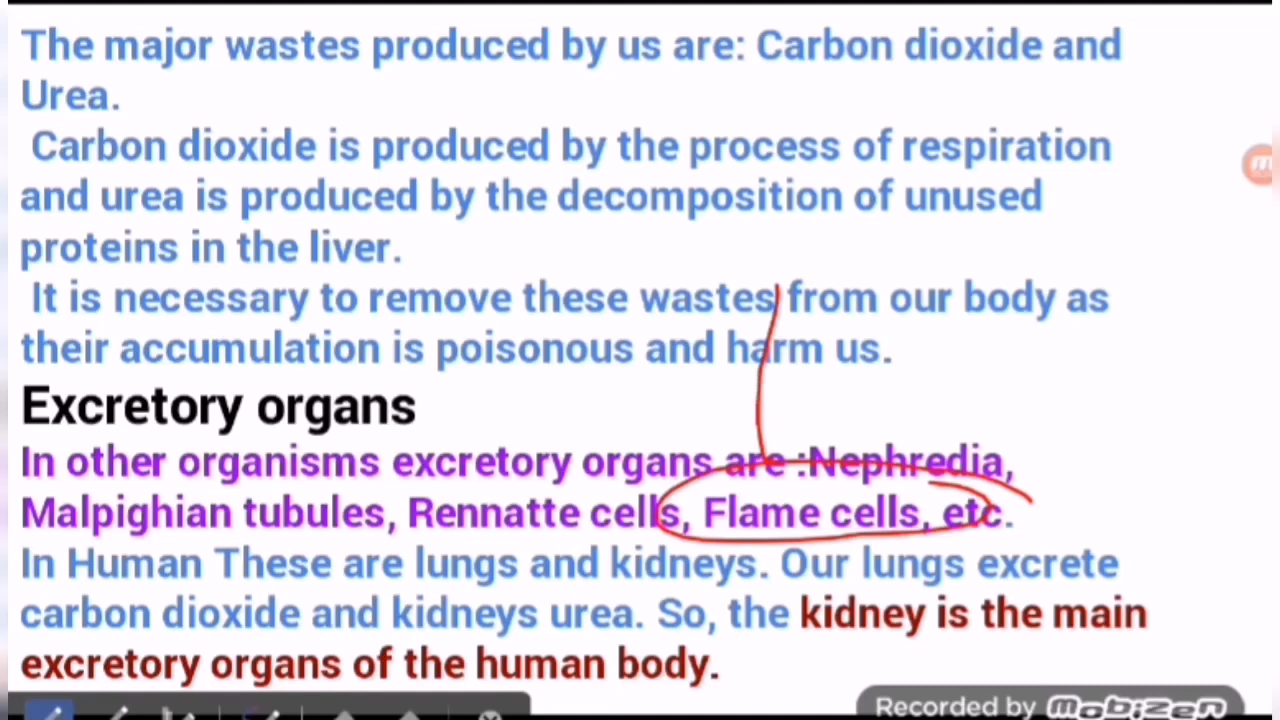 The major wastes produced by us are: Carbon dioxide and
Urea.
Carbon dioxide is produced by the process of respiration
and urea is produced by the decomposition of unused
proteins in the liver.
It is necessary to remove these wastes from our body as
their accumulation is poisonous and harm us.
Excretory organs
In other organisms excretory organs are :Nephredia,
Malpighian tubules, Rennatte cells, Flame cells, etc.
In Human These are lungs and kidneys. Our lungs excrete
carbon dioxide and kidneys urea. So, the kidney is the main
excretory organs of the human body.
Recorded by mobizen